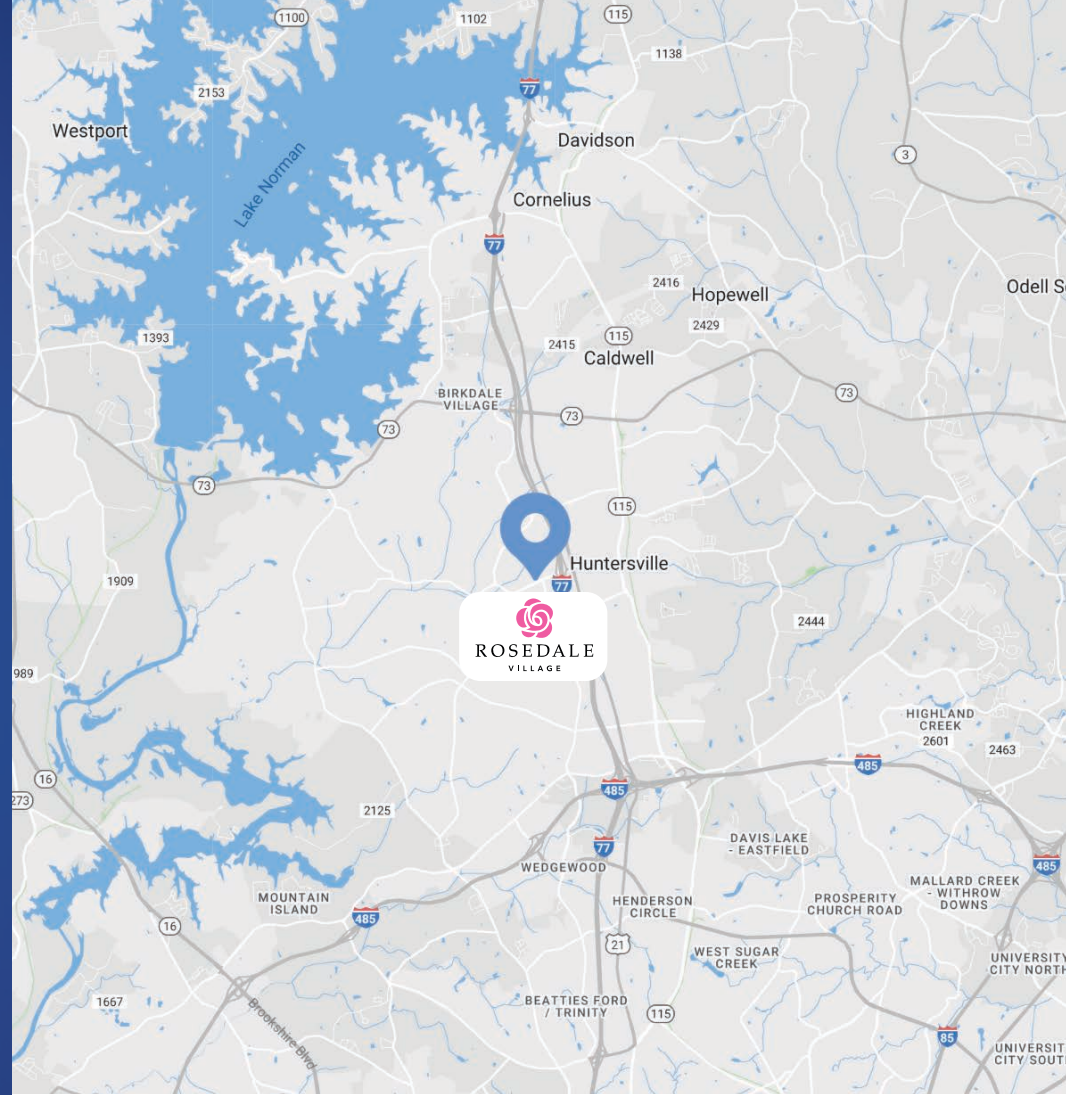 1100
1102
115
1138
77
2153
Westport
Davidson
3
Lake Norman
Cornelius
77
2416
Hopewell
Odell S
2429
1393
115
2415
Caldwell
BIRKDALE
VILLAGE
73
73
73
73
115
Huntersville
77
1909
2444
ROSEDALE
VILLAGE
989
HIGHLAND
CREEK
2601
2463
485
16
485
273
2125
DAVIS LAKE
- EASTFIELD
77
WEDGEWOOD
485
MALLARD CREEK
- WITHROW
DOWNS
MOUNTAIN
ISLAND
HENDERSON
CIRCLE
PROSPERITY
CHURCH ROAD
485
16
21
WEST SUGAR
CREEK
UNIVERSITY
CITY NORTH
1667
BEATTIES FORD
/ TRINITY
115
Brookshire Blvd
85
UNIVERSIT
CITY SOUT